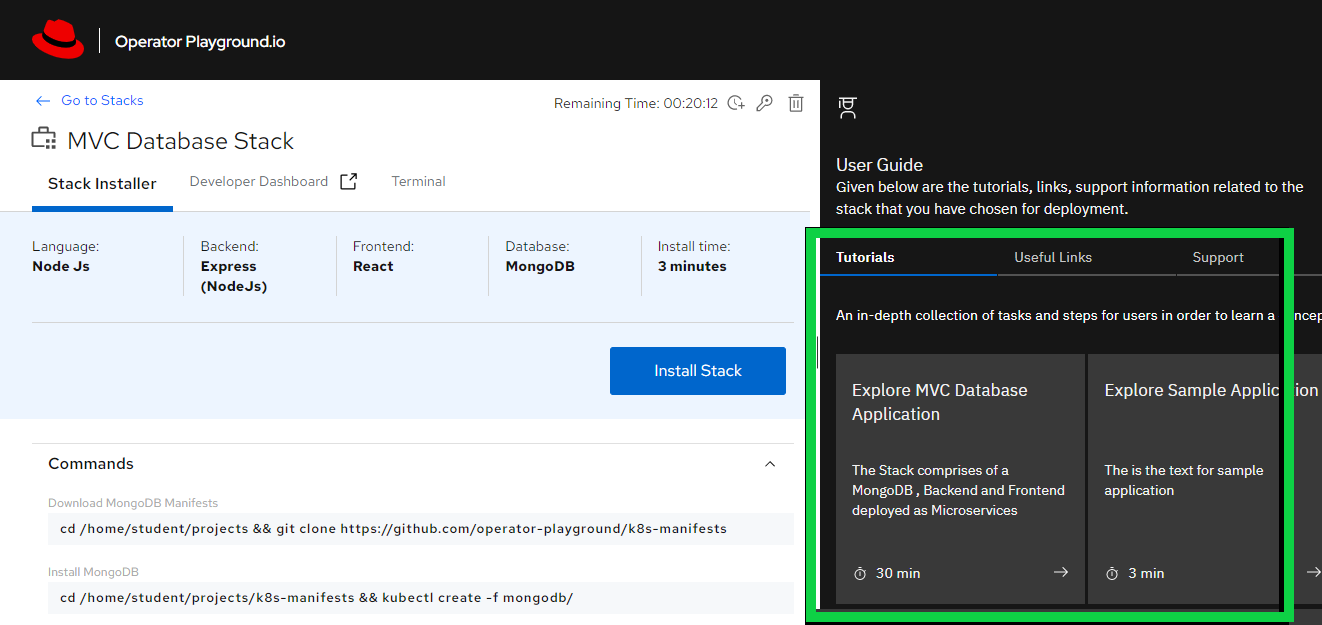 Operator Playground.io
Go to Stacks
Remaining Time: 00:20:12
MVC Database Stack
Stack Installer
Developer Dashboard
Terminal
Language:
Node Js
Backend:
Express
(NodeJs)
Frontend:
React
Database:
MongoDB
Install time:
3 minutes
Install Stack
Commands
Download MongoDB Manifests
cd /home/student/projects && git clone https://github.com/operator-playground/k8s-manifests
Install MongoDB
cd /home/student/projects/k8s-manifests && kubectl create -f mongodb/
User Guide
Given below are the tutorials, links, support information related to the
stack that you have chosen for deployment.
Tutorials
Useful Links
Support
An in-depth collection of tasks and steps for users in order to learn a
Explore MVC Database
Application
The Stack comprises of a
MongoDB , Backend and Frontend
deployed as Microservices
30 min
Explore Sample Application
The is the text for sample
application
3 min